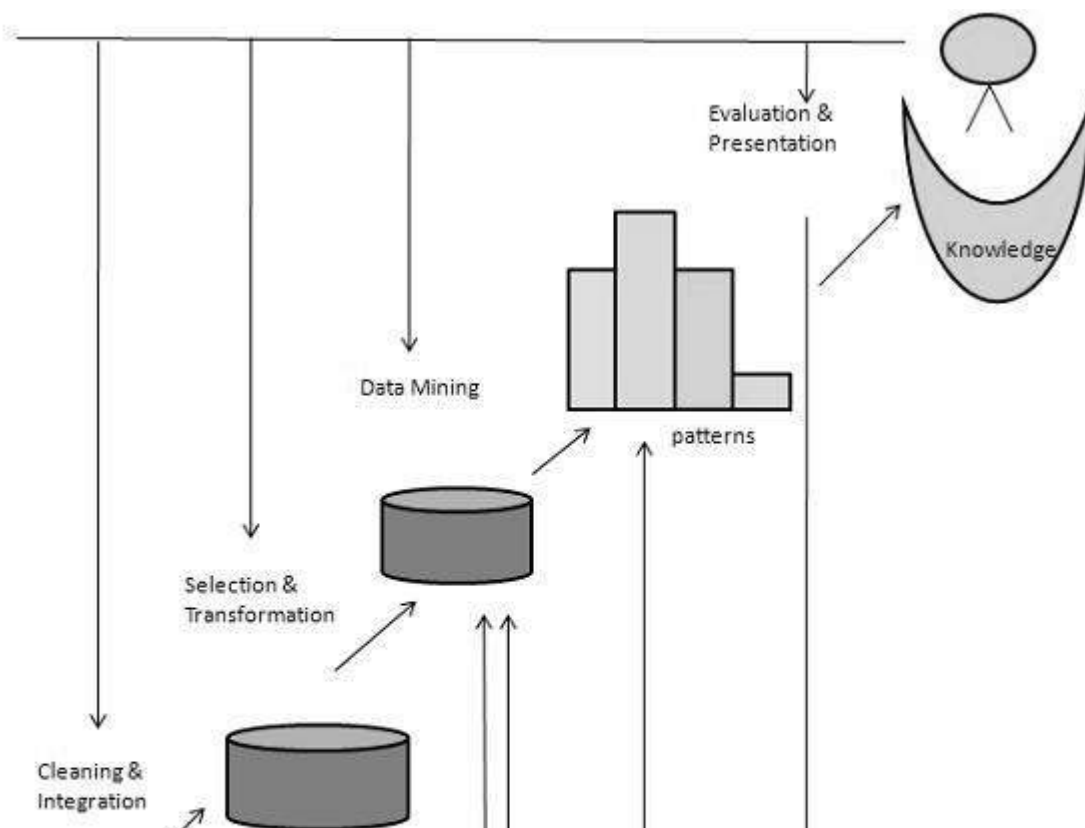 Evaluation &
Presentation
Knowledge
Data Mining
patterns
Selection &
Transformation
Cleaning &
Integration